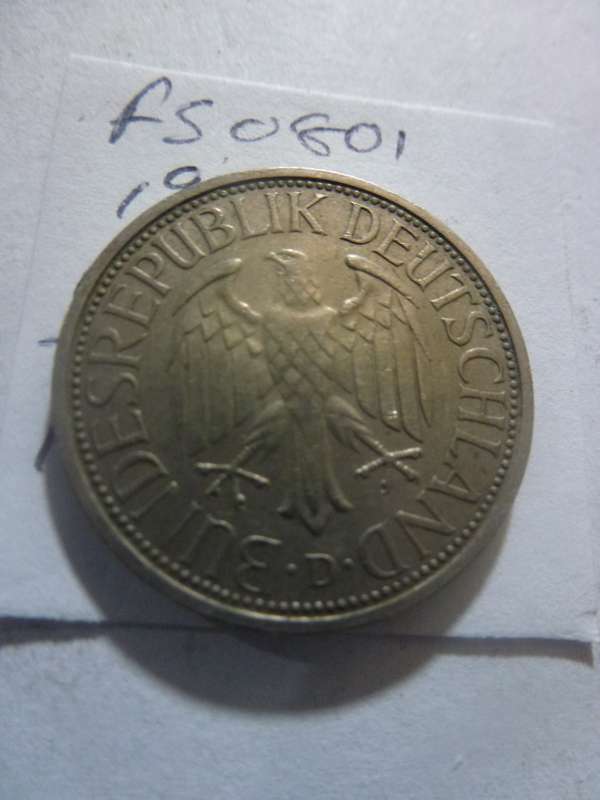 fs0801
BUNDESREPUBLIK DEUTSCHLAND
· D ·
J